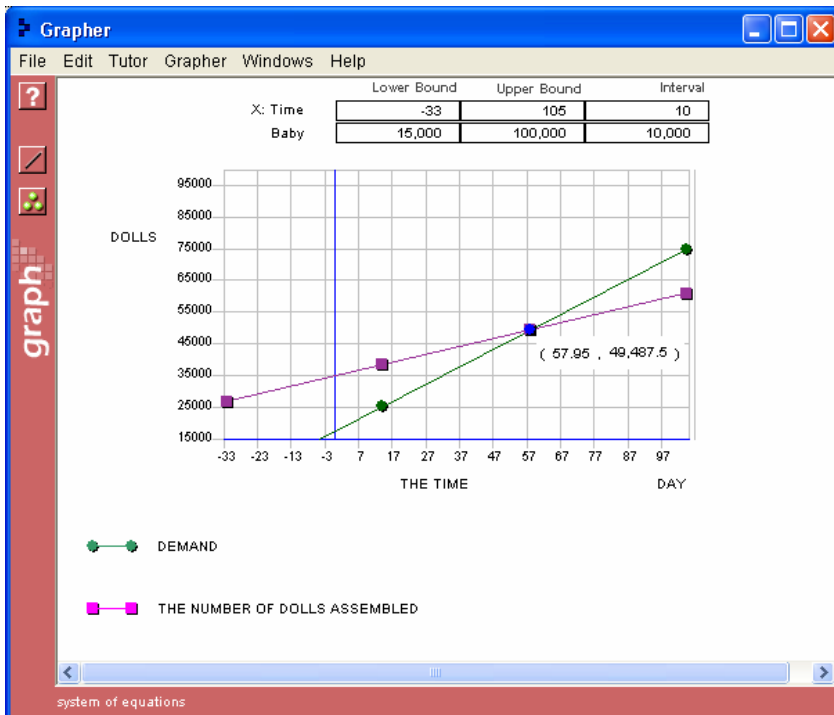 Grapher
File Edit Tutor Grapher Windows Help
?
Lower Bound Upper Bound Interval
X: Time -33 105 10
Baby 15,000 100,000 10,000
95000
85000
DOLLS
75000
65000
55000
45000
35000
25000
15000
( 57.95 , 49,487.5 )
-33 -23 -13 -3 7 17 27 37 47 57 67 77 87 97
THE TIME DAY
DEMAND
THE NUMBER OF DOLLS ASSEMBLED
graph
system of equations